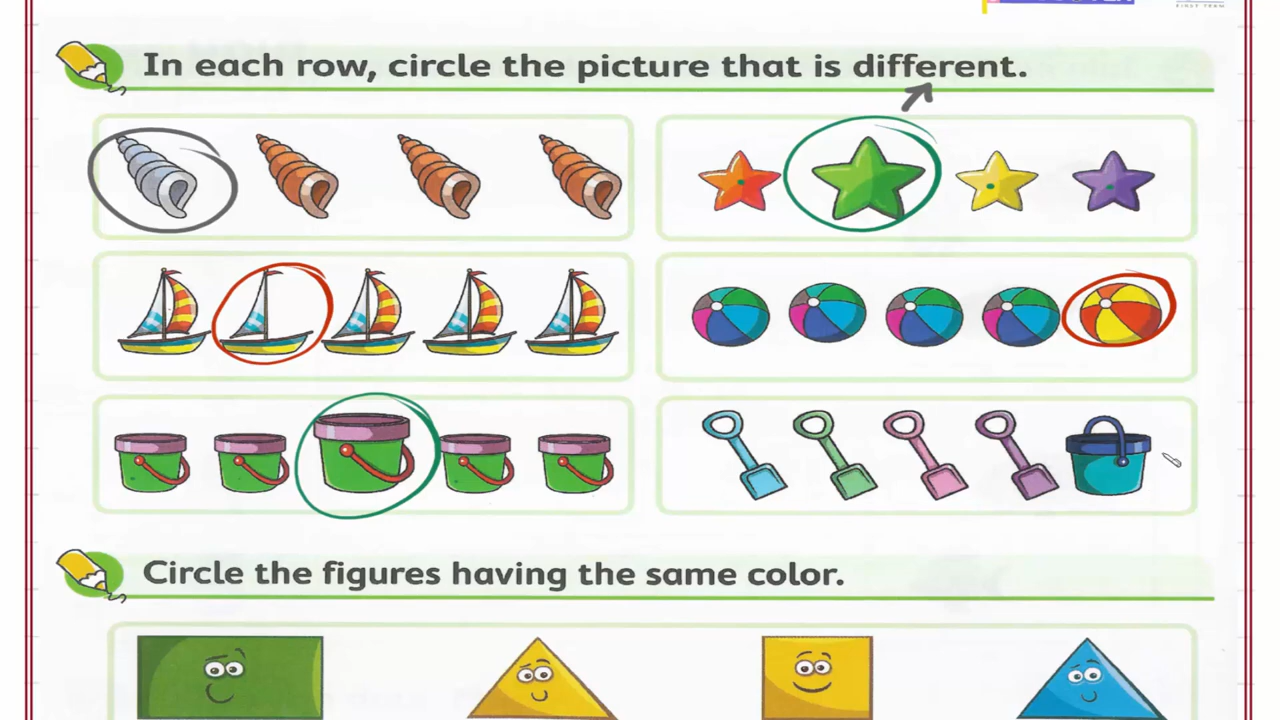 In each row, circle the picture that is different.
Circle the figures having the same color.